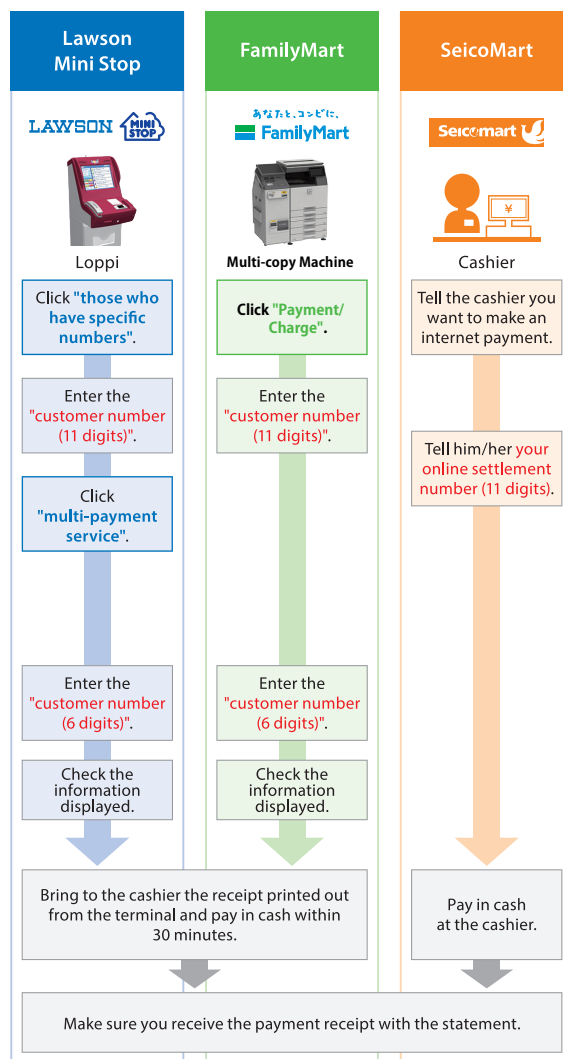 Lawson
Mini Stop
FamilyMart
SeicoMart
LAWSON
MINI
STOP
あなたと、コンビに、
FamilyMart
Seicomart
¥
Loppi
Multi-copy Machine
Cashier
Click "those who
have specific
numbers".
Click "Payment/
Charge".
Tell the cashier you
want to make an
internet payment.
Enter the
"customer number
(11 digits)".
Enter the
"customer number
(11 digits)".
Tell him/her your
online settlement
number (11 digits).
Click
"multi-payment
service".
Enter the
"customer number
(6 digits)".
Enter the
"customer number
(6 digits)".
Check the
information
displayed.
Check the
information
displayed.
Bring to the cashier the receipt printed out
from the terminal and pay in cash within
30 minutes.
Pay in cash
at the cashier.
Make sure you receive the payment receipt with the statement.